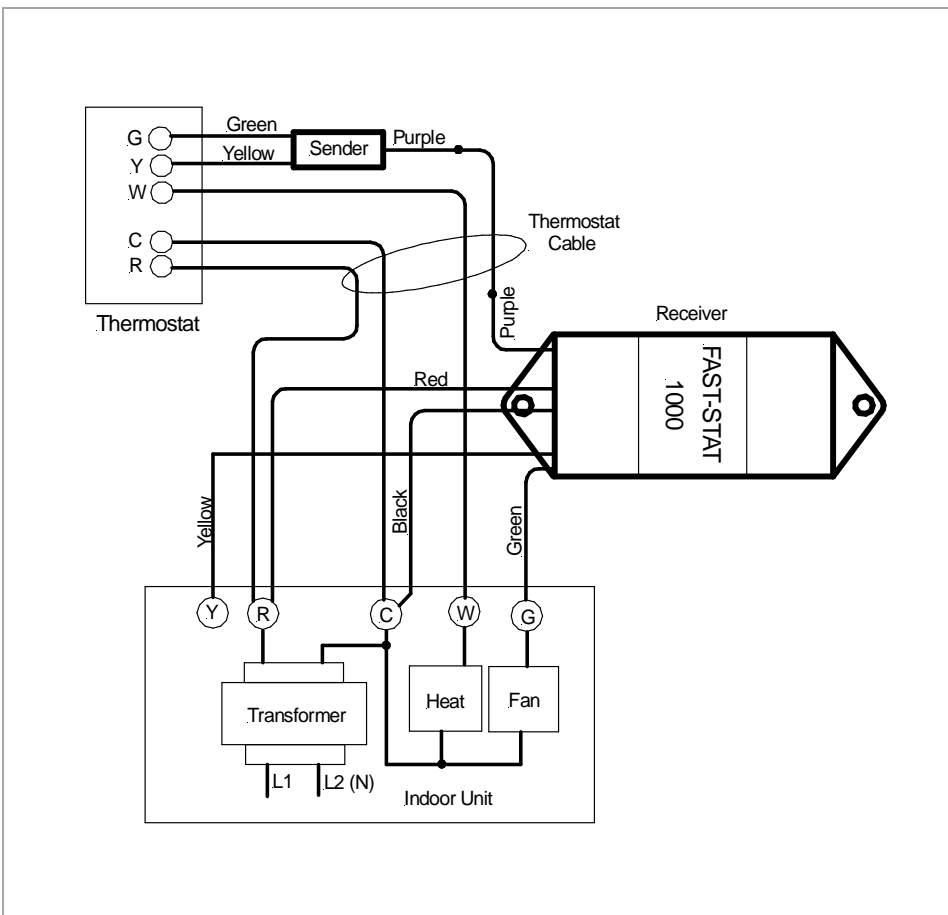 G
Green
Y
Yellow
Sender
Purple
W
C
R
Thermostat
Thermostat
Cable
Purple
Receiver
FAST-STAT
1000
Red
Black
Yellow
Green
Y
R
C
W
G
Transformer
Heat
Fan
L1
L2 (N)
Indoor Unit